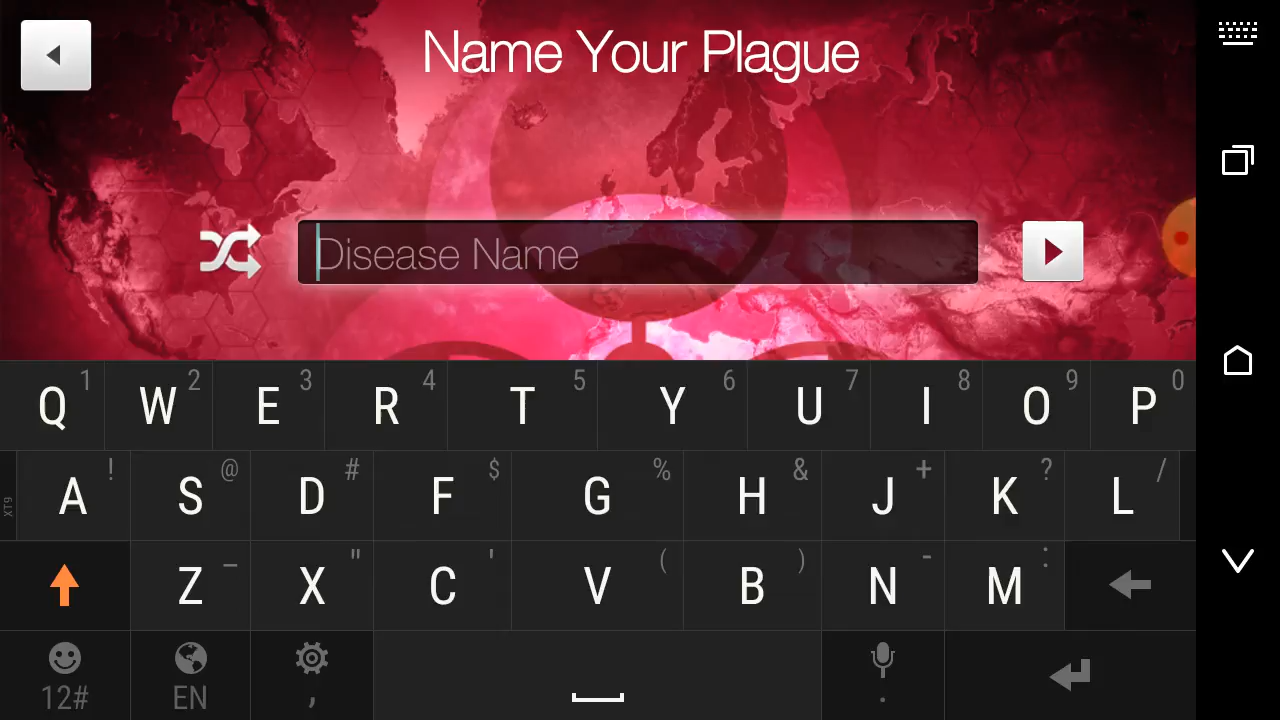 Name Your Plague
Disease Name
Q 1 W 2 E 3 R 4 T 5 Y 6 U 7 I 8 O 9 P 0
XT9 A ! S @ D # F $ G % H & J + K ? L /
Z _ X " C ' V ( B ) N - M :
12# EN , .